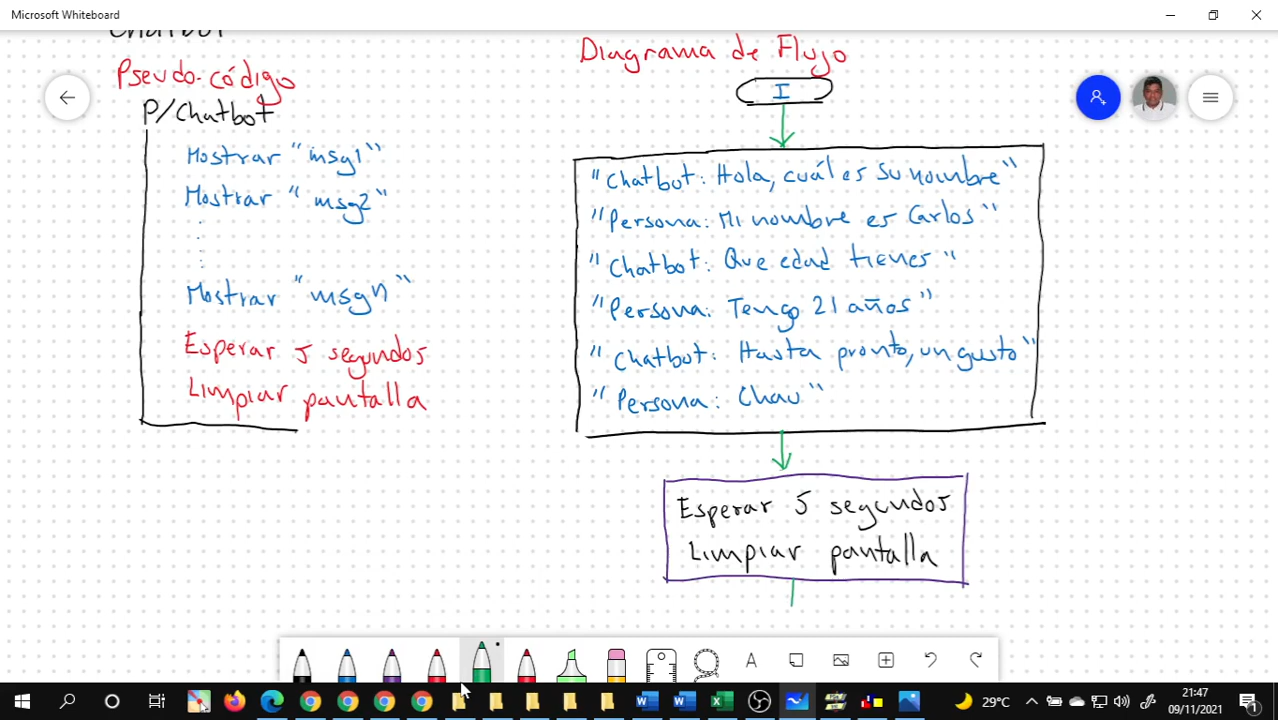 Microsoft Whiteboard
Chatbot
Pseudo-código
P/Chatbot
Mostrar "msg1"
Mostrar "msg2"
Mostrar "msgn"
Esperar 5 segundos
Limpiar pantalla
Diagrama de Flujo
I
"Chatbot: Hola, cuál es su nombre"
"Persona: Mi nombre es Carlos"
"Chatbot: Que edad tienes"
"Persona: Tengo 21 años"
"Chatbot: Hasta pronto, un gusto"
"Persona: Chau"
Esperar 5 segundos
Limpiar pantalla
29°C
21:47
09/11/2021
1